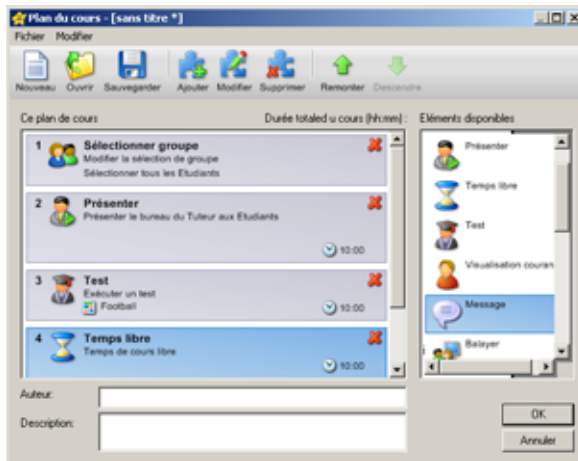 Plan du cours - [sans titre *]
Fichier Modifier
Nouveau Ouvrir Sauvegarder Ajouter Modifier Supprimer Remonter Descendre
Ce plan de cours Durée totaled u cours (hh:mm) : Eléments disponibles
1 Sélectionner groupe
Modifier la sélection de groupe
Sélectionner tous les Etudiants
2 Présenter
Présenter le bureau du Tuteur aux Etudiants
10:00
3 Test
Exécuter un test
Football
10:00
4 Temps libre
Temps de cours libre
10:00
Présenter
Temps libre
Test
Visualisation couran
Message
Balayer
Auteur:
Description:
OK
Annuler